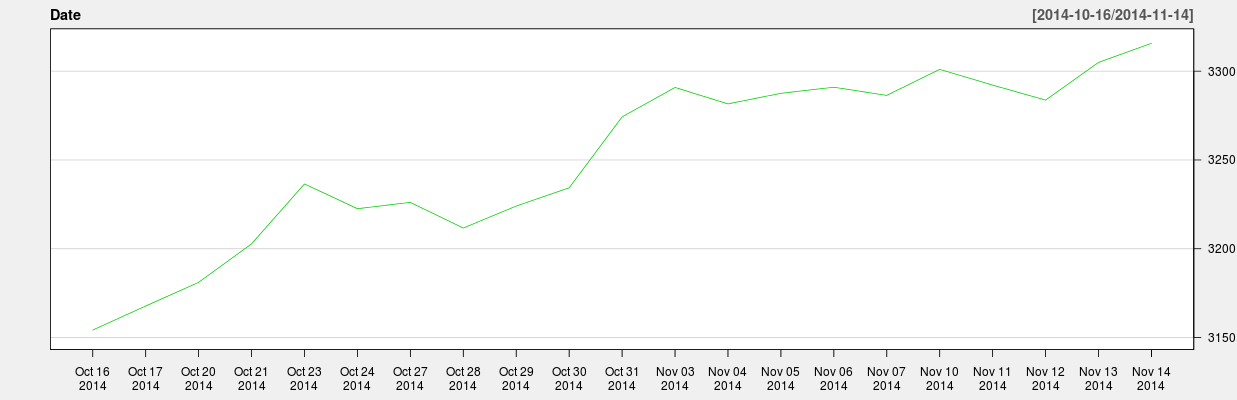 Date [2014-10-16/2014-11-14]
3300
3250
3200
3150
Oct 16 Oct 17 Oct 20 Oct 21 Oct 23 Oct 24 Oct 27 Oct 28 Oct 29 Oct 30 Oct 31 Nov 03 Nov 04 Nov 05 Nov 06 Nov 07 Nov 10 Nov 11 Nov 12 Nov 13 Nov 14
2014 2014 2014 2014 2014 2014 2014 2014 2014 2014 2014 2014 2014 2014 2014 2014 2014 2014 2014 2014 2014